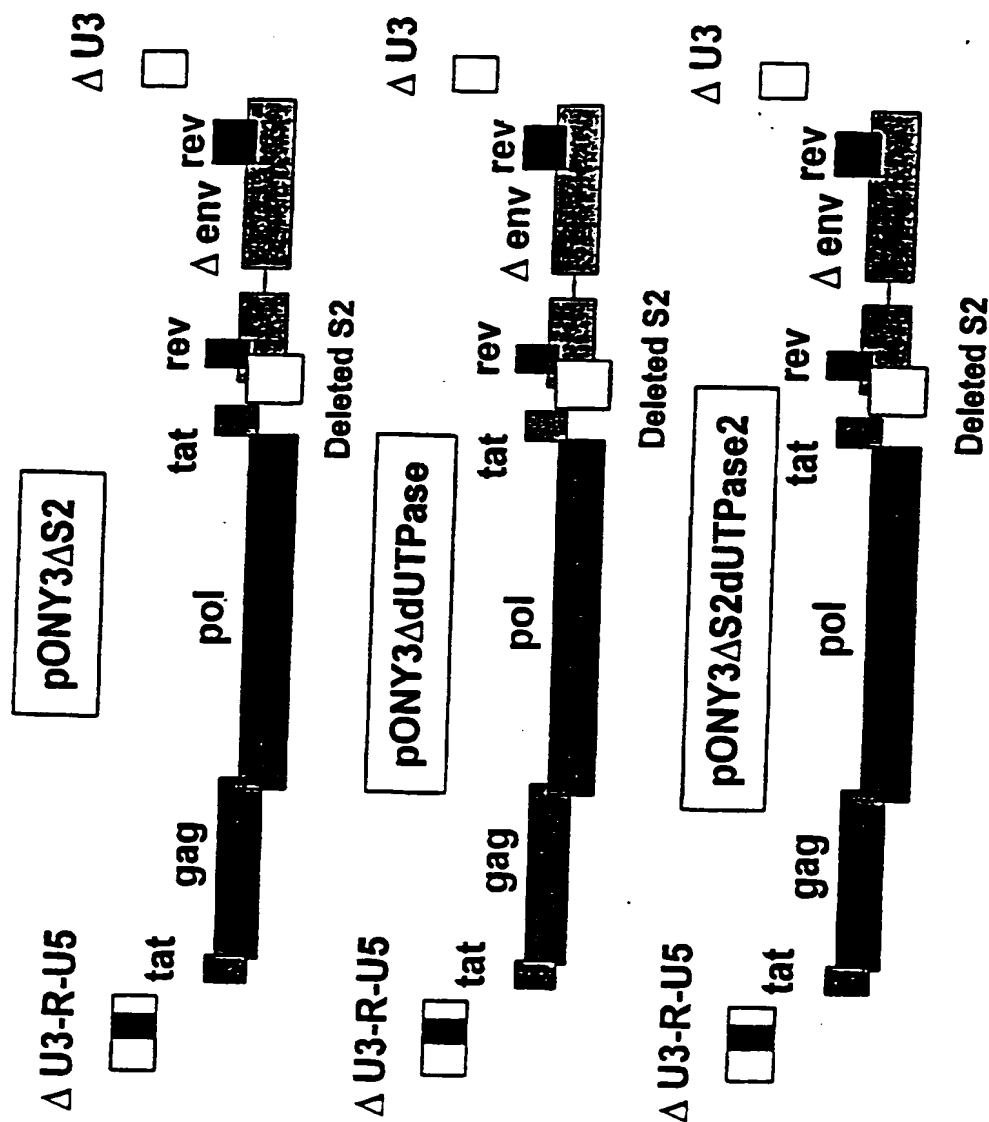 pONY3ΔS2
Δ U3-R-U5
tat
gag
pol
tat
rev
Deleted S2
Δ env
rev
Δ U3
pONY3ΔdUTPase
Δ U3-R-U5
tat
gag
pol
tat
rev
Deleted S2
Δ env
rev
Δ U3
pONY3ΔS2dUTPase2
Δ U3-R-U5
tat
gag
pol
tat
rev
Deleted S2
Δ env
rev
Δ U3